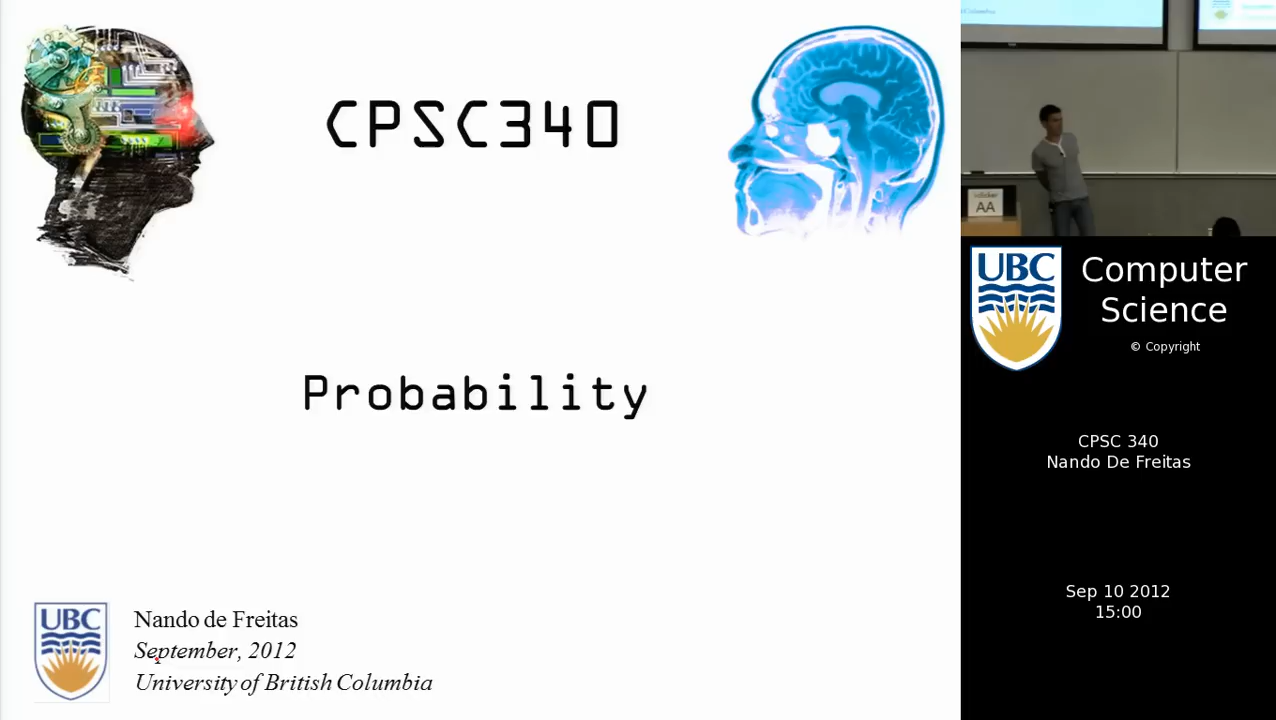 CPSC340
Probability
UBC
Nando de Freitas
September, 2012
University of British Columbia
AA
UBC
Computer
Science
© Copyright
CPSC 340
Nando De Freitas
Sep 10 2012
15:00